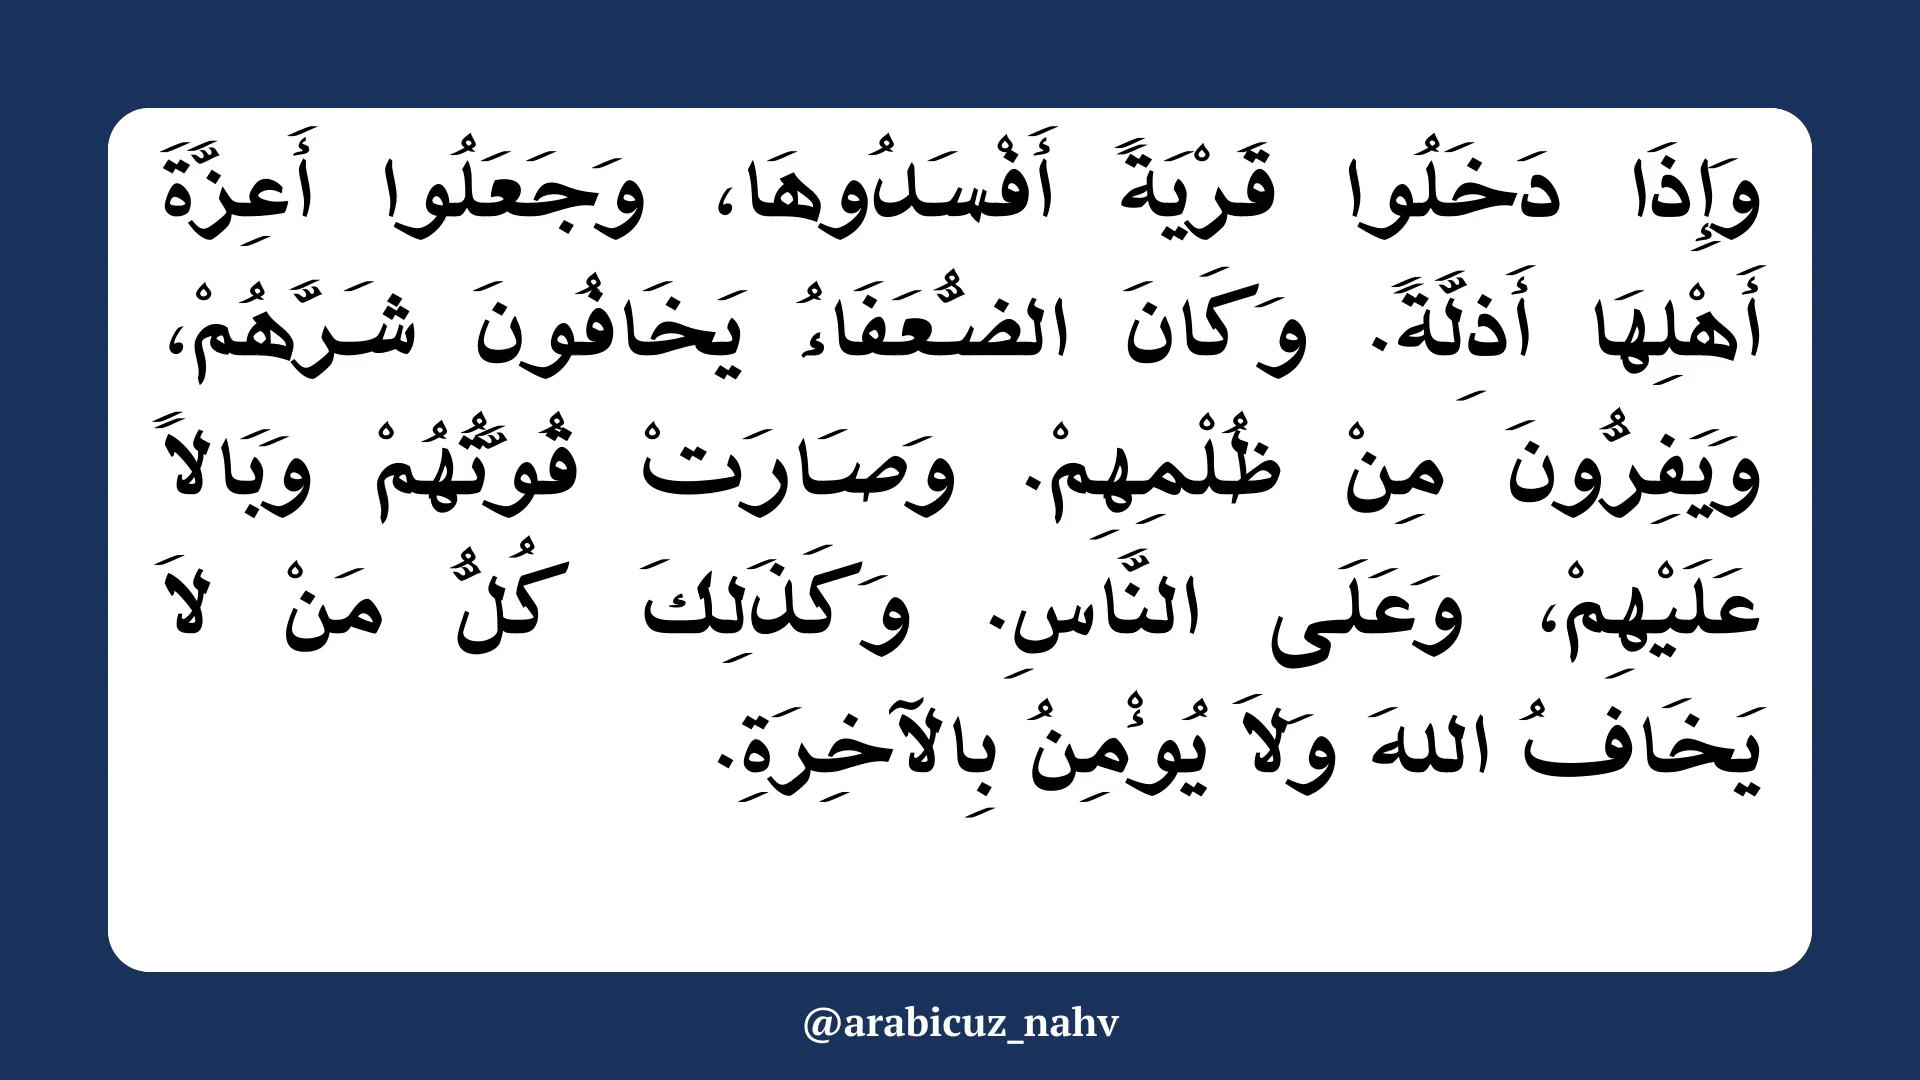 وَإِذَا دَخَلُوا قَرْيَةً أَفْسَدُوهَا، وَجَعَلُوا أَعِزَّةَ
أَهْلِهَا أَذِلَّةً. وَكَانَ الضُّعَفَاءُ يَخَافُونَ شَرَّهُمْ،
وَيَفِرُّونَ مِنْ ظُلْمِهِمْ. وَصَارَتْ قُوَّتُهُمْ وَبَالاً
عَلَيْهِمْ، وَعَلَى النَّاسِ. وَكَذَلِكَ كُلُّ مَنْ لاَ
يَخَافُ اللهَ وَلاَ يُؤْمِنُ بِالآخِرَةِ.
@arabicuz_nahv